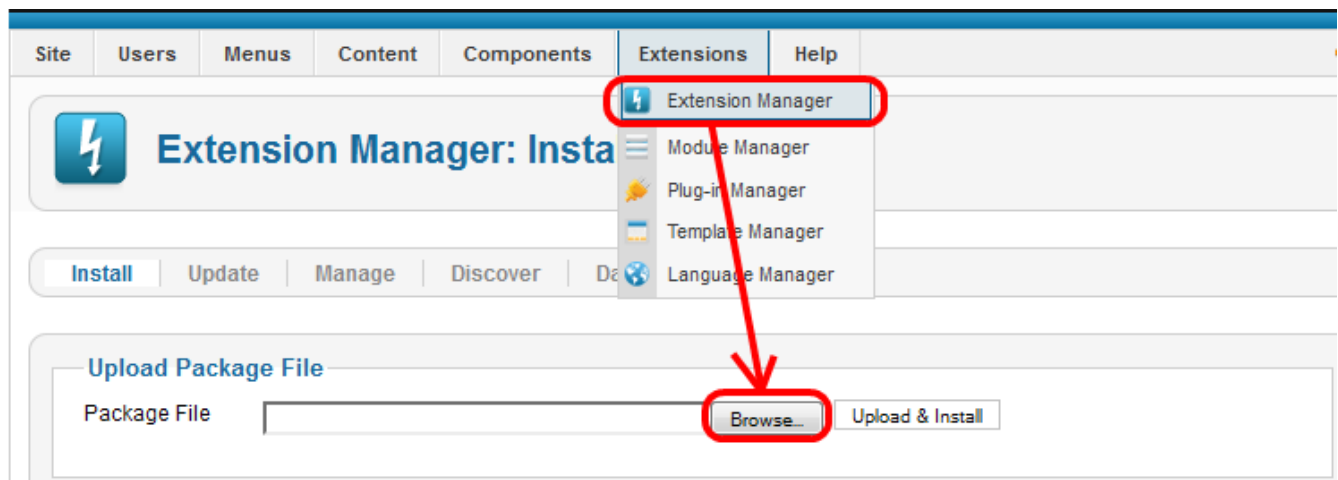 Site Users Menus Content Components Extensions Help
Extension Manager
Extension Manager: Insta
Module Manager
Plug-in Manager
Template Manager
Install Update Manage Discover Da
Language Manager
Upload Package File
Package File Browse... Upload & Install